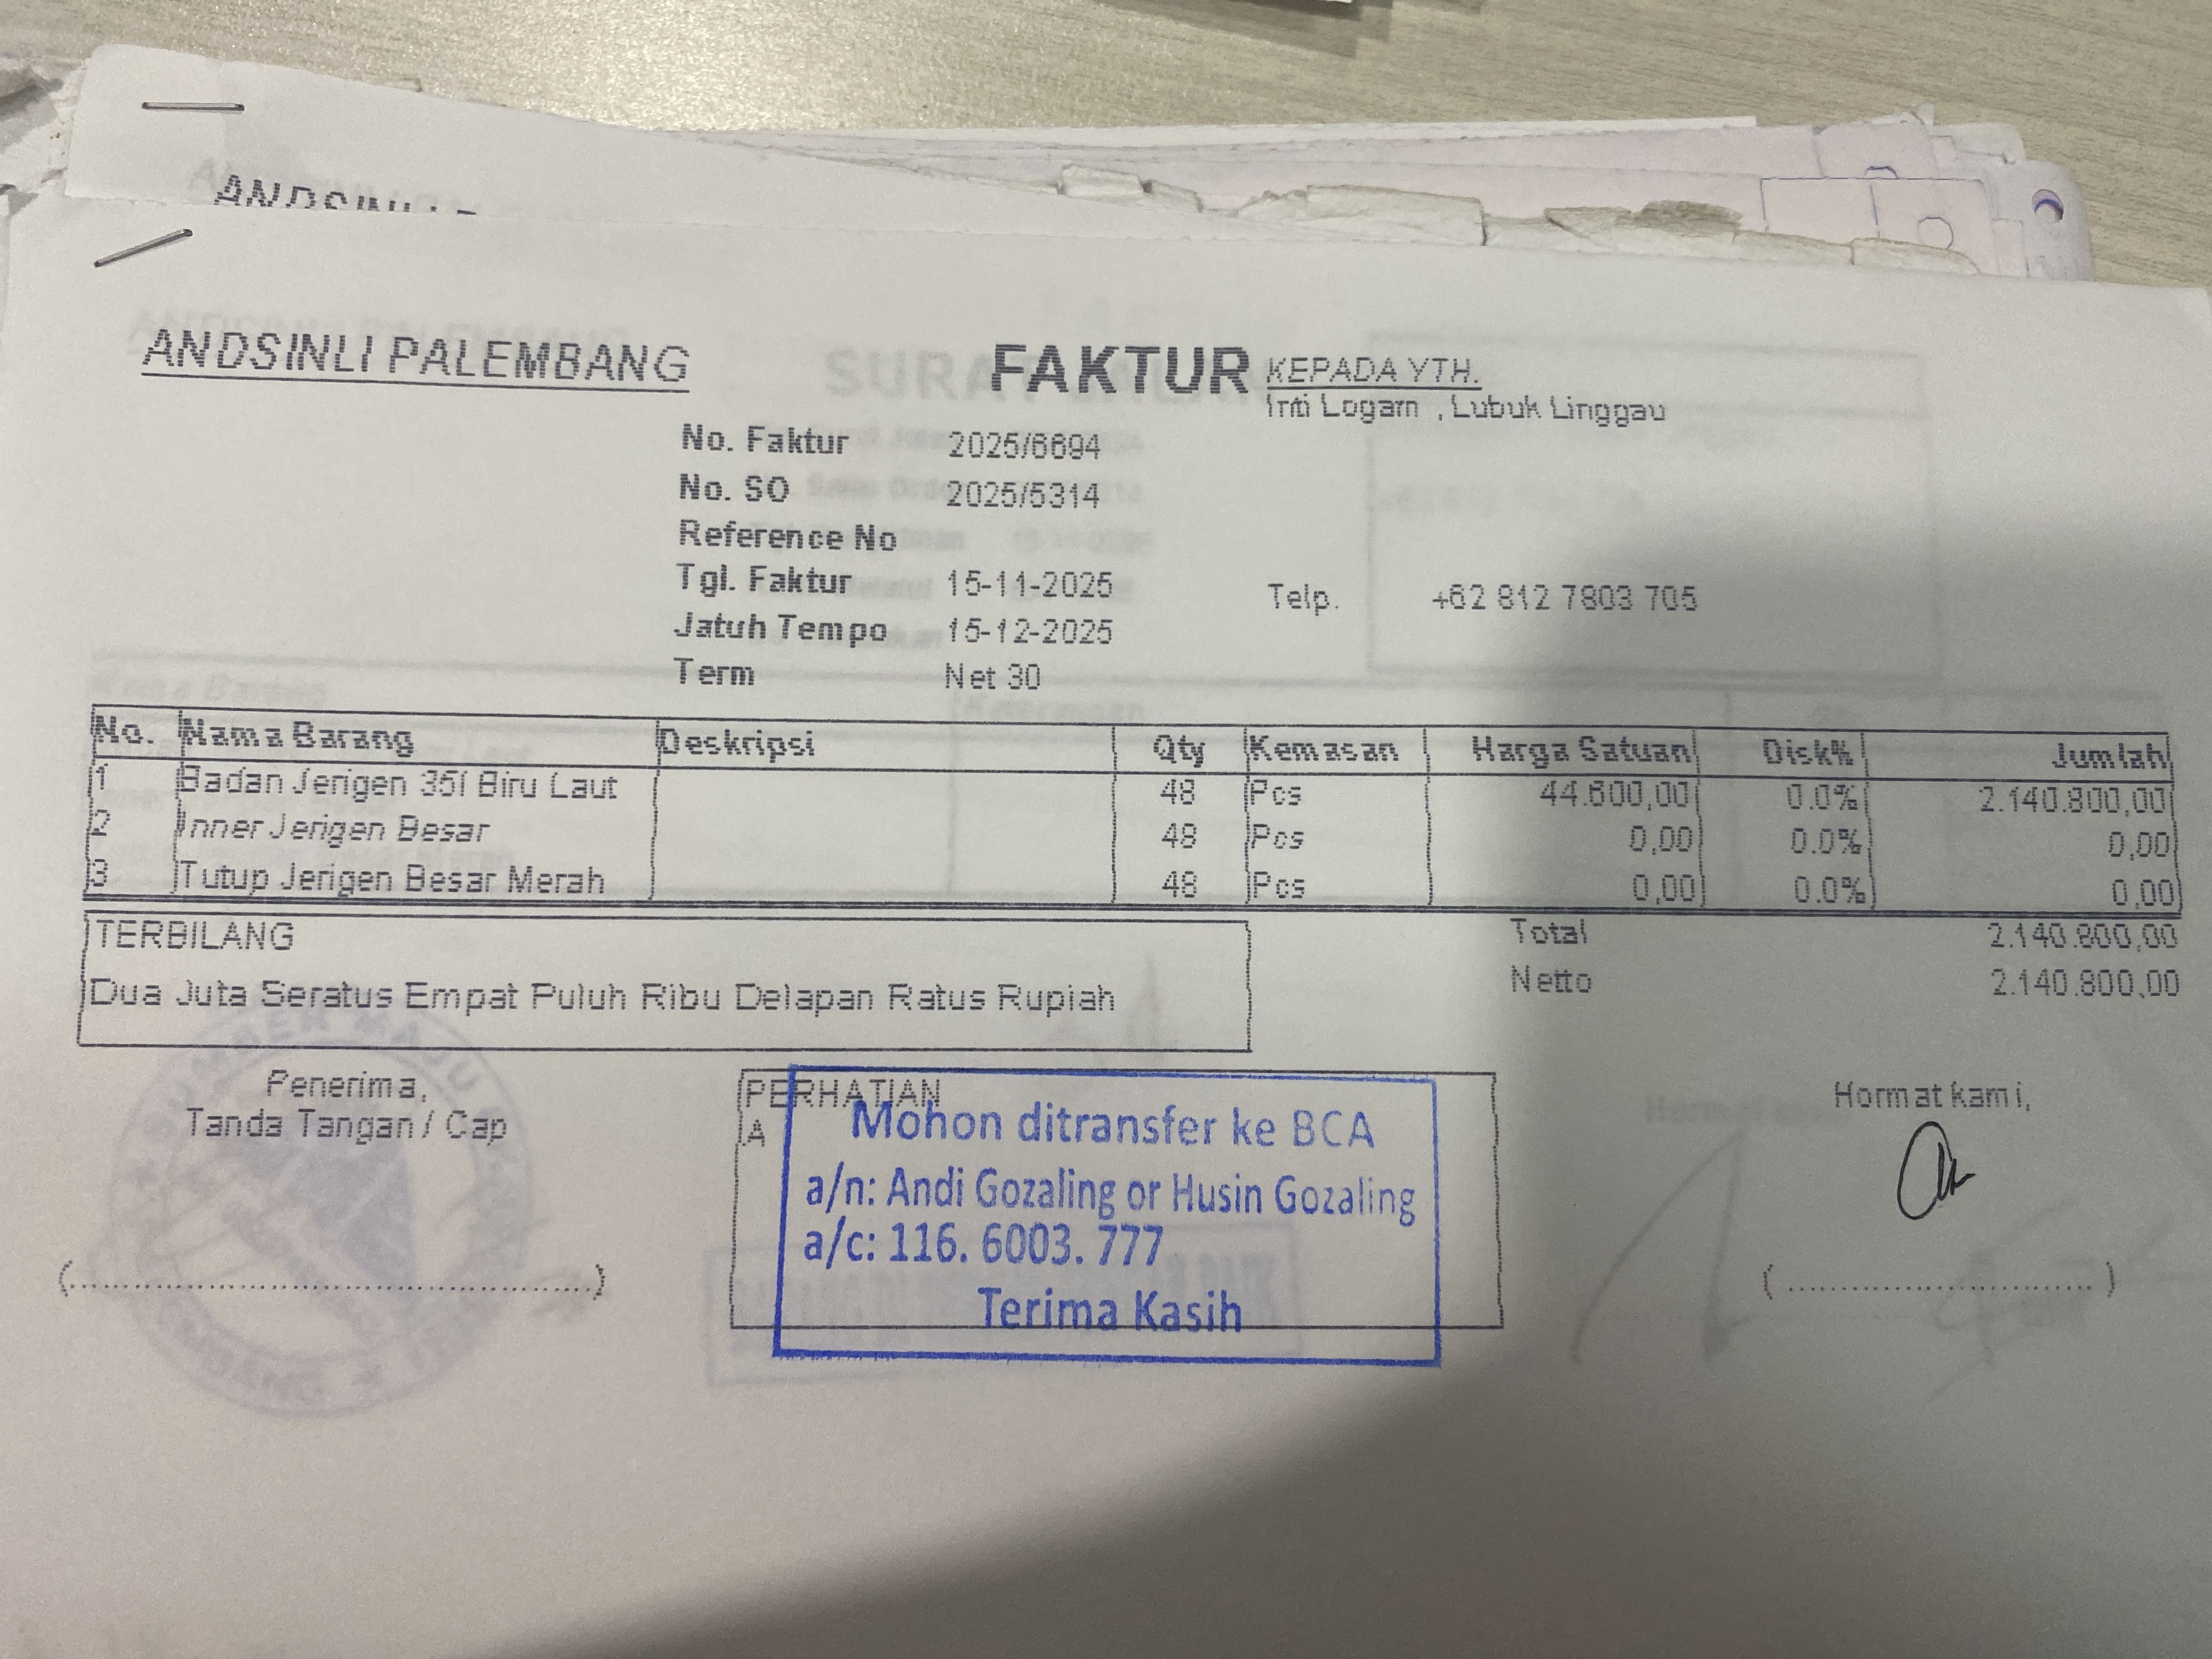 ANDSINLI PALEMBANG
FAKTUR
KEPADA YTH.
Inti Logam , Lubuk Linggau
No. Faktur 2025/6694
No. SO 2025/5314
Reference No
Tgl. Faktur 15-11-2025
Telp. +62 812 7803 705
Jatuh Tempo 15-12-2025
Term Net 30
No. Nama Barang Deskripsi Qty Kemasan Harga Satuan Disk% Jumlah
1 Badan Jerigen 35l Biru Laut 48 Pcs 44.600,00 0.0% 2.140.800,00
2 Inner Jerigen Besar 48 Pcs 0,00 0.0% 0,00
3 Tutup Jerigen Besar Merah 48 Pcs 0,00 0.0% 0,00
TERBILANG
Dua Juta Seratus Empat Puluh Ribu Delapan Ratus Rupiah
Total 2.140.800,00
Netto 2.140.800,00
Penerima,
Tanda Tangan / Cap
PERHATIAN
A
Mohon ditransfer ke BCA
a/n: Andi Gozaling or Husin Gozaling
a/c: 116. 6003. 777
Terima Kasih
Hormat kami,
(..............................................)
( ................................ )